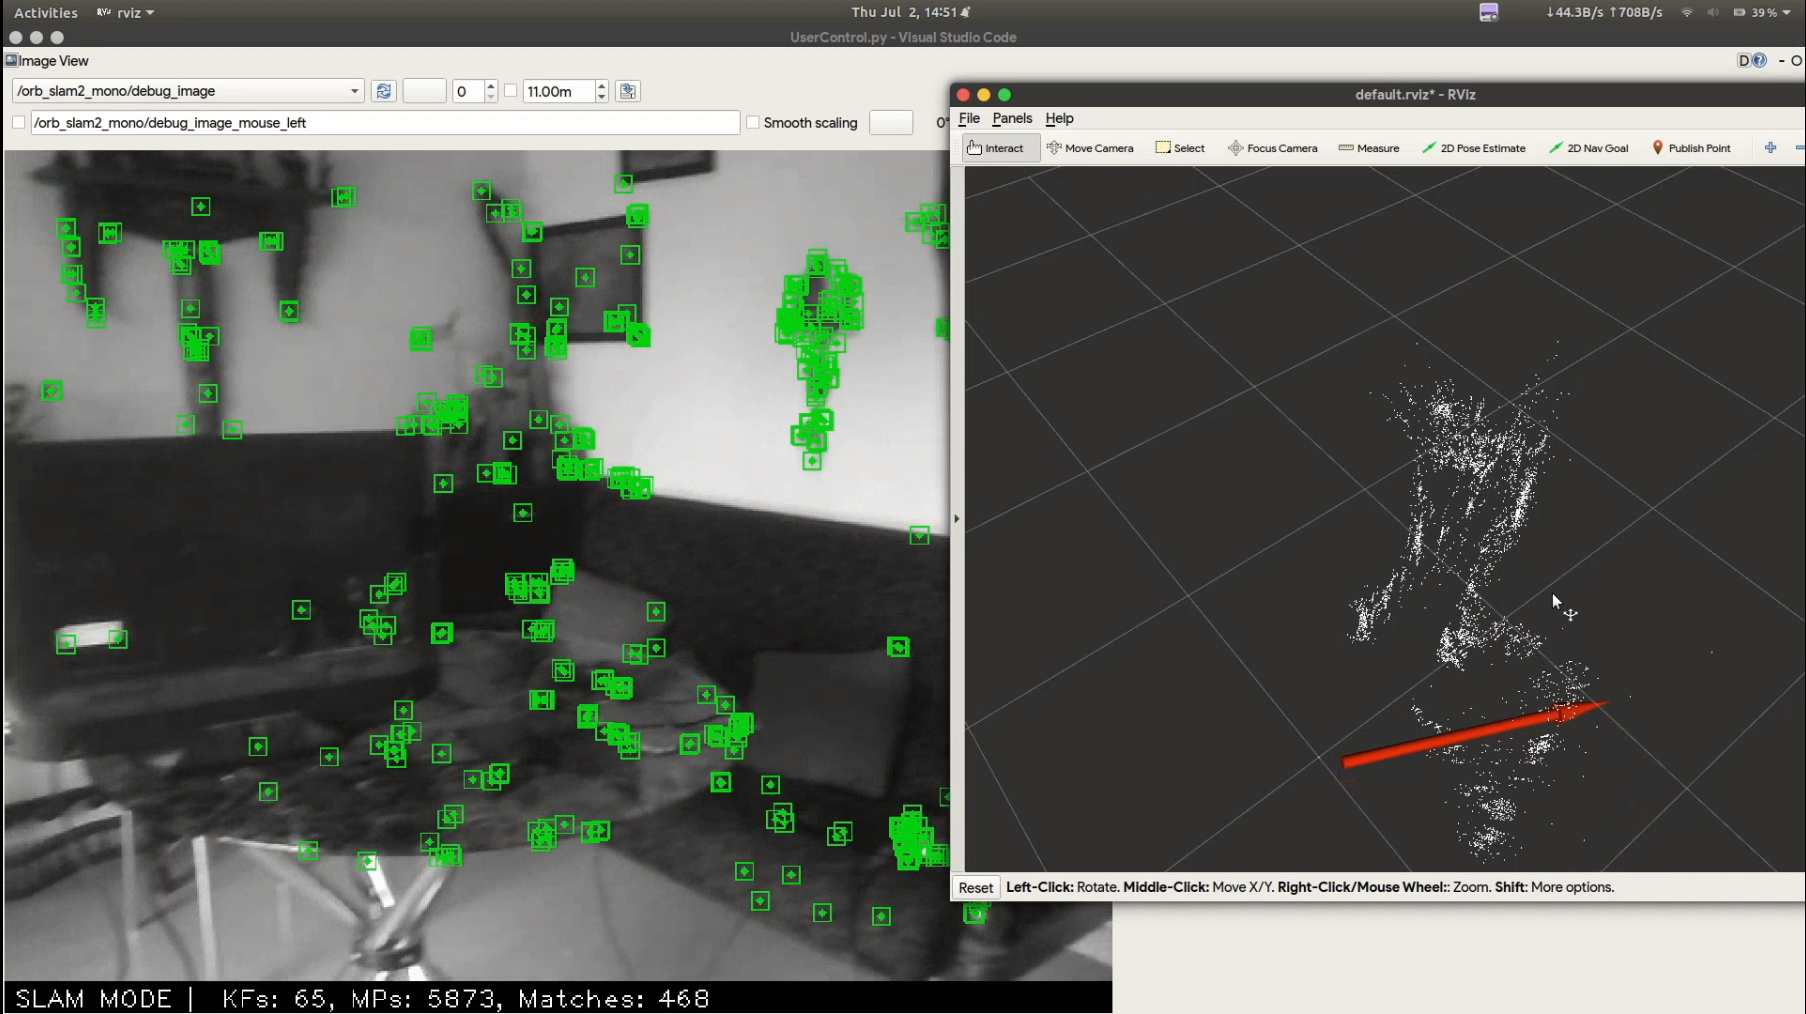 Activities rviz Thu Jul 2, 14:51 ↓44.3B/s ↑708B/s 39 %
UserControl.py - Visual Studio Code
Image View D - O
/orb_slam2_mono/debug_image 0 11.00m
/orb_slam2_mono/debug_image_mouse_left Smooth scaling 0°
default.rviz* - RViz
File Panels Help
Interact Move Camera Select Focus Camera Measure 2D Pose Estimate 2D Nav Goal Publish Point
Reset Left-Click: Rotate. Middle-Click: Move X/Y. Right-Click/Mouse Wheel:: Zoom. Shift: More options.
SLAM MODE | KFs: 65, MPs: 5873, Matches: 468